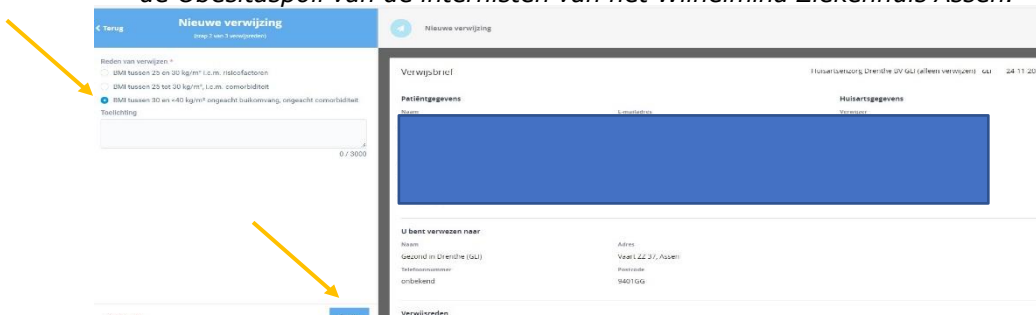 de Obesitaspoli van de internisten van het Wilhelmina Ziekenhuis Assen.
Terug
Nieuwe verwijzing
(stap 2 van 3 verwijsreden)
Reden van verwijzen *
BMI tussen 25 en 30 kg/m² i.c.m. risicofactoren
BMI tussen 25 tot 30 kg/m², i.c.m. comorbiditeit
BMI tussen 30 en <40 kg/m² ongeacht buikomvang, ongeacht comorbiditeit
Toelichting
0 / 3000
Nieuwe verwijzing
Verwijsbrief
Huisartsenzorg Drenthe BV GLI (alleen verwijzen) GLI 24-11-20
Patiëntgegevens
Huisartsgegevens
Naam
E-mailadres
Verwijzer
U bent verwezen naar
Naam
Adres
Gezond in Drenthe (GLI)
Vaart ZZ 37, Assen
Telefoonnummer
Postcode
onbekend
9401GG
Verwijsreden